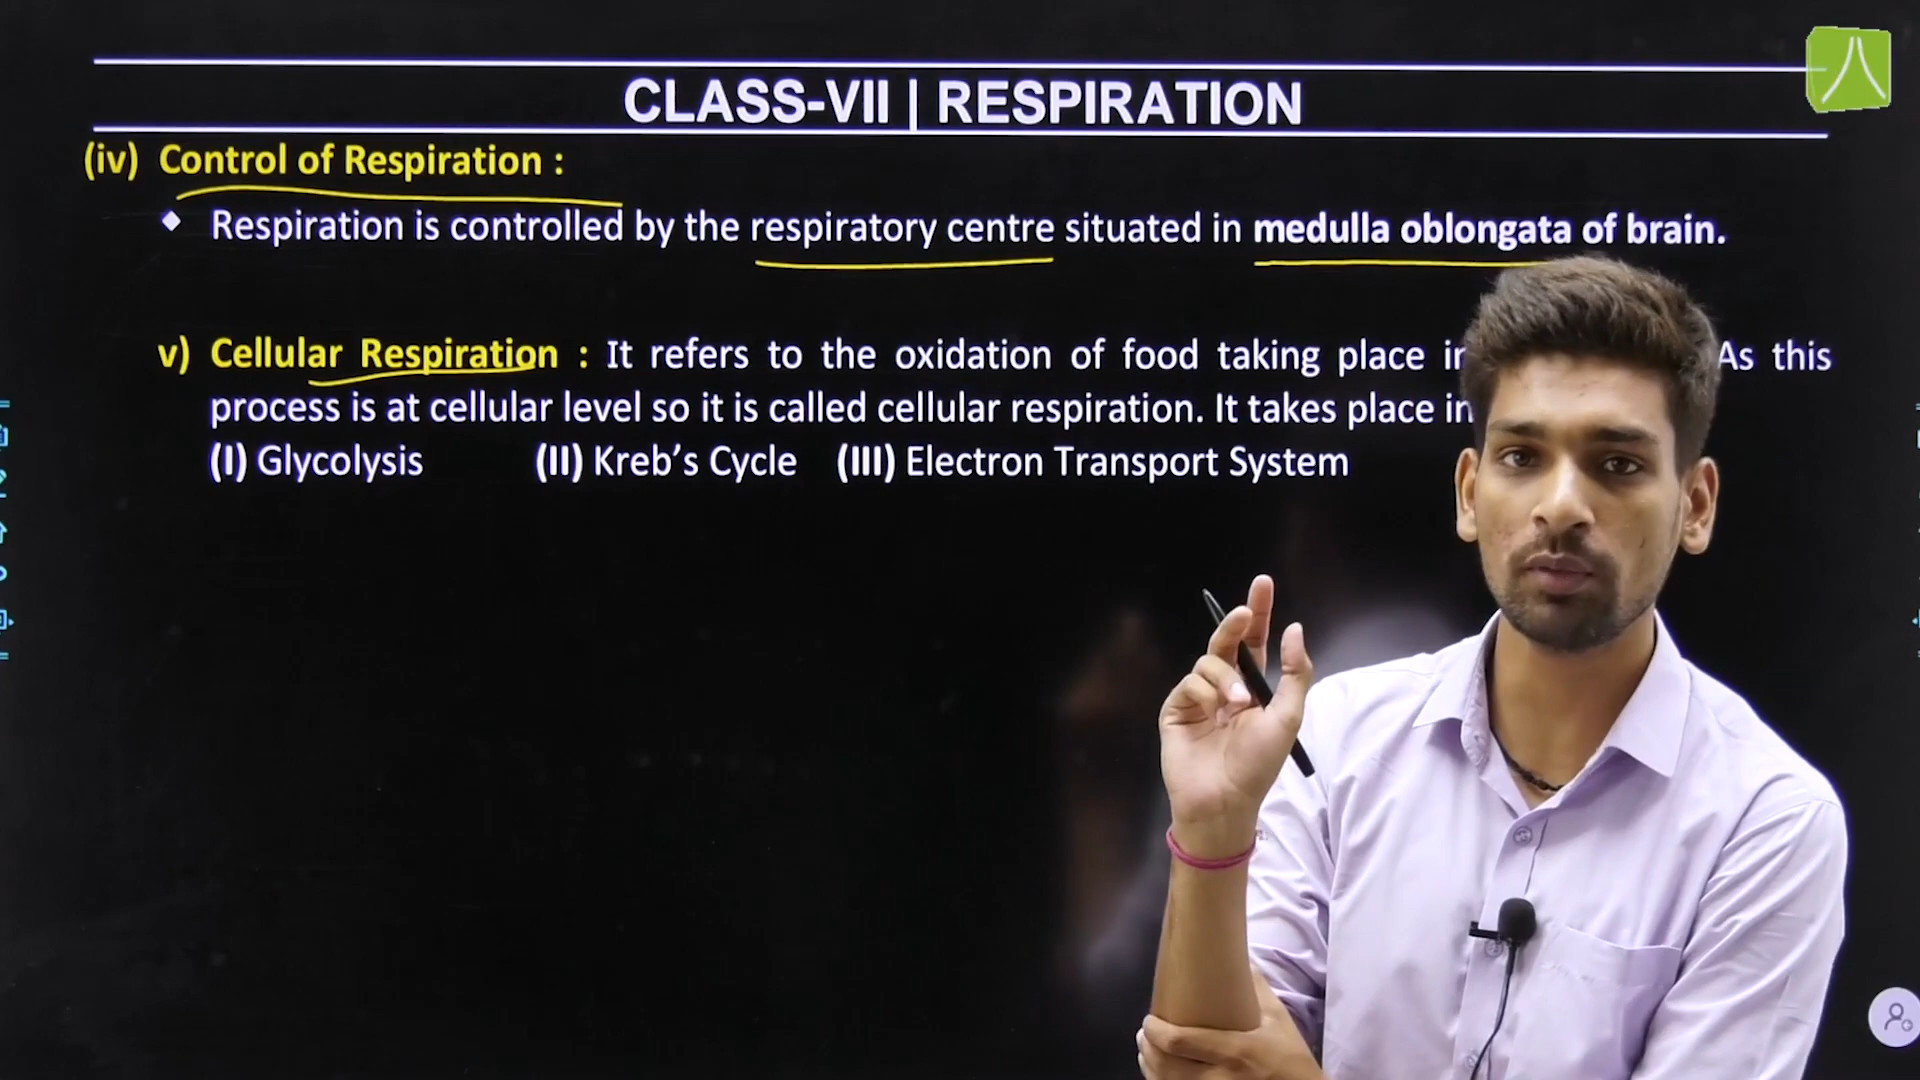 CLASS-VII | RESPIRATION
(iv) Control of Respiration :
◆ Respiration is controlled by the respiratory centre situated in medulla oblongata of brain.
v) Cellular Respiration : It refers to the oxidation of food taking place As this
process is at cellular level so it is called cellular respiration. It takes place in
(I) Glycolysis (II) Kreb's Cycle (III) Electron Transport System